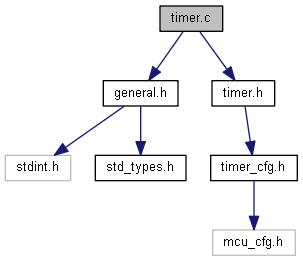 timer.c
general.h
timer.h
stdint.h
std_types.h
timer_cfg.h
mcu_cfg.h